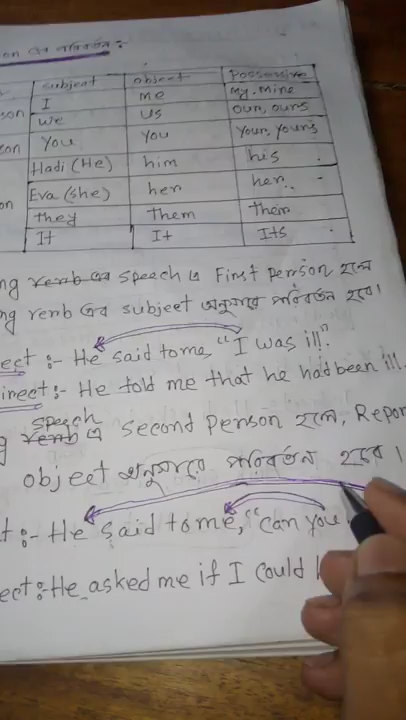 on এর পরিবর্তন :-
subject object possessive
I me my. mine
son we us our, ours
son You you your. yours
Hadi (He) him his
on Eva (she) her her
they them Their
It It Its
ing verb এর speech এ First person হলে
ing verb এর subject অনুসারে পরিবর্তন হবে।
ect :- He said to me, "I was ill."
irect :- He told me that he had been ill.
speech
g verb এ second person হলে, Repor
object অনুসারে পরিবর্তন হবে।
t :- He said to me, "can you
ect :- He asked me if I could